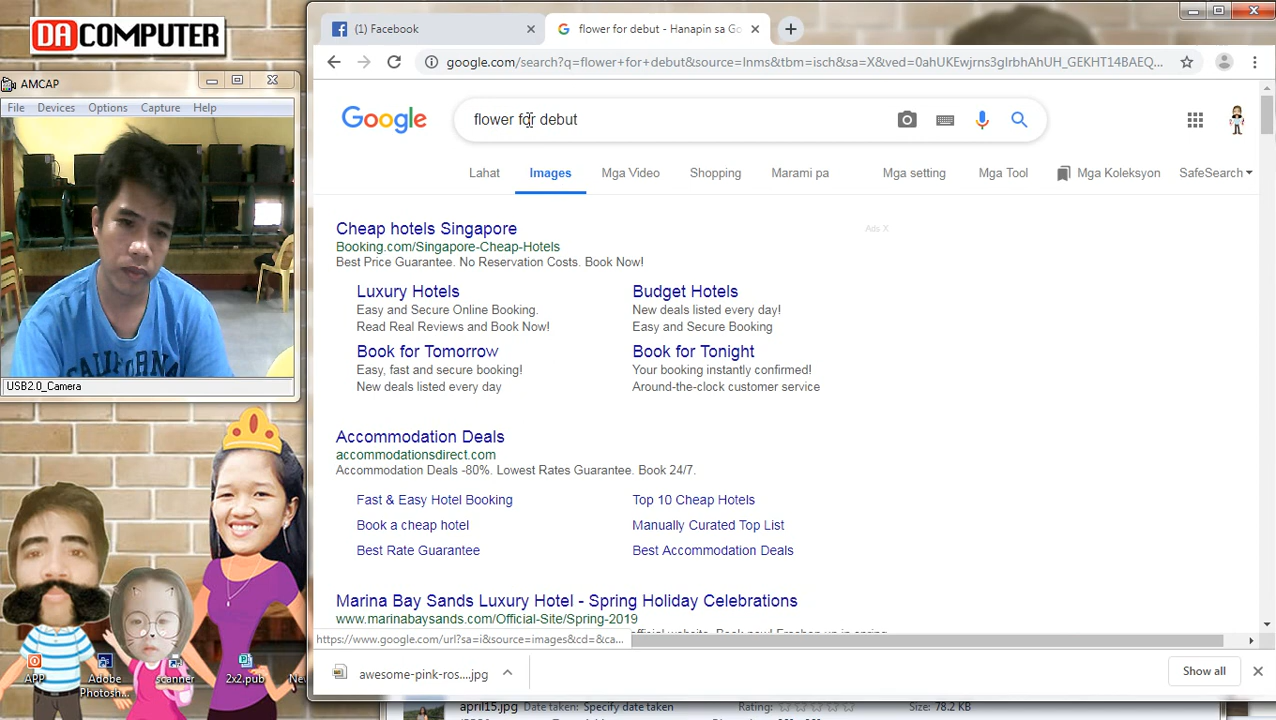 DACOMPUTER
AMCAP
File Devices Options Capture Help
CALIFORNIA
USB2.0_Camera
APP
Adobe Photosh...
scanner
2x2.pub
(1) Facebook
flower for debut - Hanapin sa Go
google.com/search?q=flower+for+debut&source=lnms&tbm=isch&sa=X&ved=0ahUKEwjrns3glrbhAhUH_GEKHT14BAEQ...
Google
flower for debut
Lahat Images Mga Video Shopping Marami pa Mga setting Mga Tool Mga Koleksyon SafeSearch
Cheap hotels Singapore
Ads X
Booking.com/Singapore-Cheap-Hotels
Best Price Guarantee. No Reservation Costs. Book Now!
Luxury Hotels
Easy and Secure Online Booking.
Read Real Reviews and Book Now!
Budget Hotels
New deals listed every day!
Easy and Secure Booking
Book for Tomorrow
Easy, fast and secure booking!
New deals listed every day
Book for Tonight
Your booking instantly confirmed!
Around-the-clock customer service
Accommodation Deals
accommodationsdirect.com
Accommodation Deals -80%. Lowest Rates Guarantee. Book 24/7.
Fast & Easy Hotel Booking
Top 10 Cheap Hotels
Book a cheap hotel
Manually Curated Top List
Best Rate Guarantee
Best Accommodation Deals
Marina Bay Sands Luxury Hotel - Spring Holiday Celebrations
www.marinabaysands.com/Official-Site/Spring-2019
https://www.google.com/url?sa=i&source=images&cd=&ca...
awesome-pink-ros....jpg
Show all
april15.jpg Date taken: Specify date taken Rating: Size: 78.2 KB